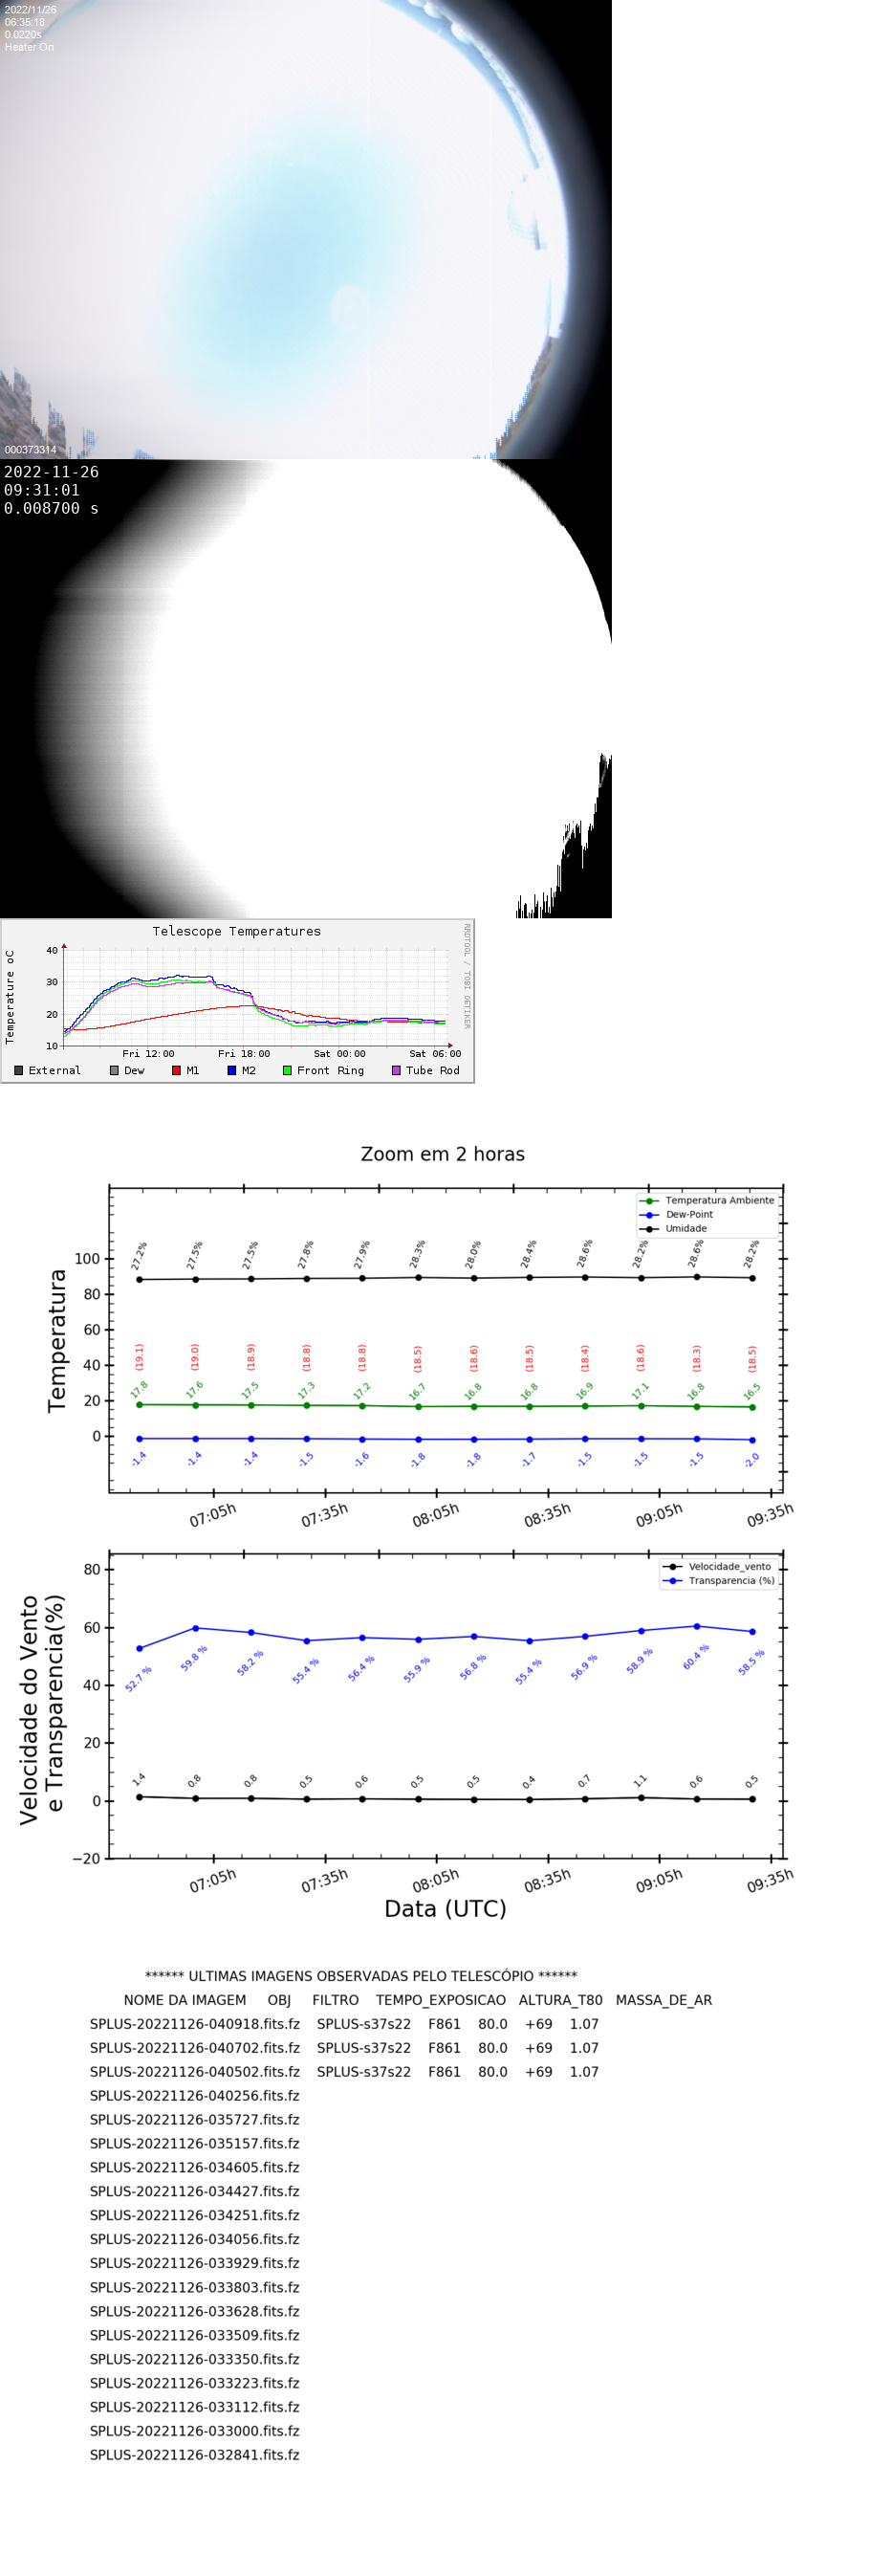 2022/11/26
06:35:18
0.0220s
Heater On
000373314
2022-11-26
09:31:01
0.008700 s
Telescope Temperatures
RRDTOOL / TOBI OETIKER
Temperature oC
40
30
20
10
Fri 12:00 Fri 18:00 Sat 00:00 Sat 06:00
External Dew M1 M2 Front Ring Tube Rod
Zoom em 2 horas
Temperatura Ambiente
Dew-Point
Umidade
Temperatura
100
80
60
40
20
0
27.2% 27.5% 27.5% 27.8% 27.9% 28.3% 28.0% 28.4% 28.6% 28.2% 28.6% 28.2%
(19.1) (19.0) (18.9) (18.8) (18.8) (18.5) (18.6) (18.5) (18.4) (18.6) (18.3) (18.5)
17.8 17.6 17.5 17.3 17.2 16.7 16.8 16.8 16.9 17.1 16.8 16.5
-1.4 -1.4 -1.4 -1.5 -1.6 -1.8 -1.8 -1.7 -1.5 -1.5 -1.5 -2.0
07:05h 07:35h 08:05h 08:35h 09:05h 09:35h
Velocidade_vento
Transparencia (%)
Velocidade do Vento
e Transparencia(%)
80
60
40
20
0
−20
52.7 % 59.8 % 58.2 % 55.4 % 56.4 % 55.9 % 56.8 % 55.4 % 56.9 % 58.9 % 60.4 % 58.5 %
1.4 0.8 0.8 0.5 0.6 0.5 0.5 0.4 0.7 1.1 0.6 0.5
07:05h 07:35h 08:05h 08:35h 09:05h 09:35h
Data (UTC)
****** ULTIMAS IMAGENS OBSERVADAS PELO TELESCÓPIO ******
NOME DA IMAGEM OBJ FILTRO TEMPO_EXPOSICAO ALTURA_T80 MASSA_DE_AR
SPLUS-20221126-040918.fits.fz SPLUS-s37s22 F861 80.0 +69 1.07
SPLUS-20221126-040702.fits.fz SPLUS-s37s22 F861 80.0 +69 1.07
SPLUS-20221126-040502.fits.fz SPLUS-s37s22 F861 80.0 +69 1.07
SPLUS-20221126-040256.fits.fz
SPLUS-20221126-035727.fits.fz
SPLUS-20221126-035157.fits.fz
SPLUS-20221126-034605.fits.fz
SPLUS-20221126-034427.fits.fz
SPLUS-20221126-034251.fits.fz
SPLUS-20221126-034056.fits.fz
SPLUS-20221126-033929.fits.fz
SPLUS-20221126-033803.fits.fz
SPLUS-20221126-033628.fits.fz
SPLUS-20221126-033509.fits.fz
SPLUS-20221126-033350.fits.fz
SPLUS-20221126-033223.fits.fz
SPLUS-20221126-033112.fits.fz
SPLUS-20221126-033000.fits.fz
SPLUS-20221126-032841.fits.fz